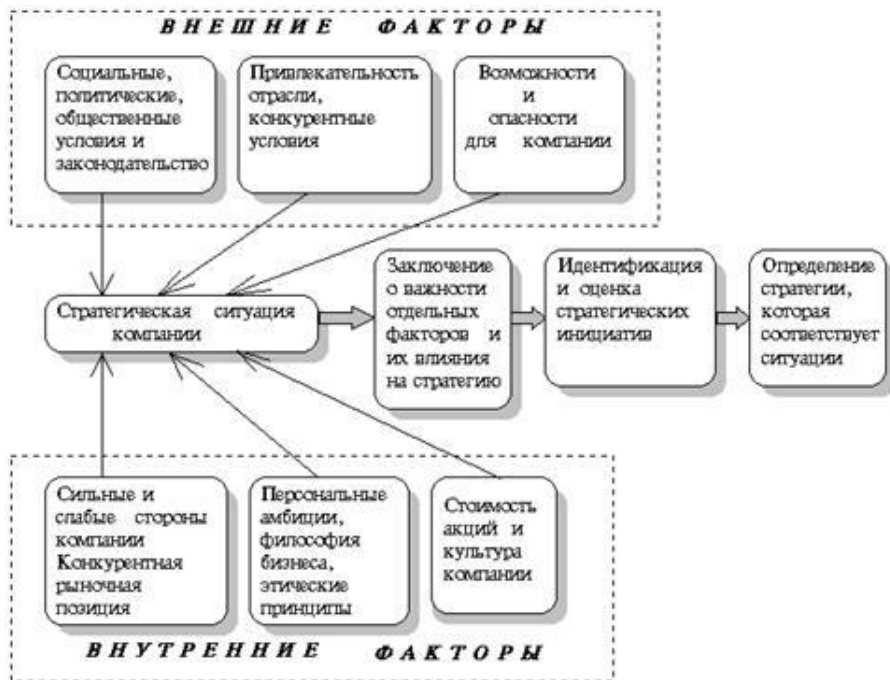 ВНЕШНИЕ ФАКТОРЫ
Социальные,
политические,
общественные
условия и
законодательство
Привлекательность
отрасли,
конкурентные
условия
Возможности
и
опасности
для компании
Стратегическая ситуация
компании
Заключение
о важности
отдельных
факторов и
их влияния
на стратегию
Идентификация
и оценка
стратегических
инициатив
Определение
стратегии,
которая
соответствует
ситуации
Сильные и
слабые стороны
компании
Конкурентная
рыночная
позиция
Персональные
амбиции,
философия
бизнеса,
этические
принципы
Стоимость
акций и
культура
компании
ВНУТРЕННИЕ ФАКТОРЫ